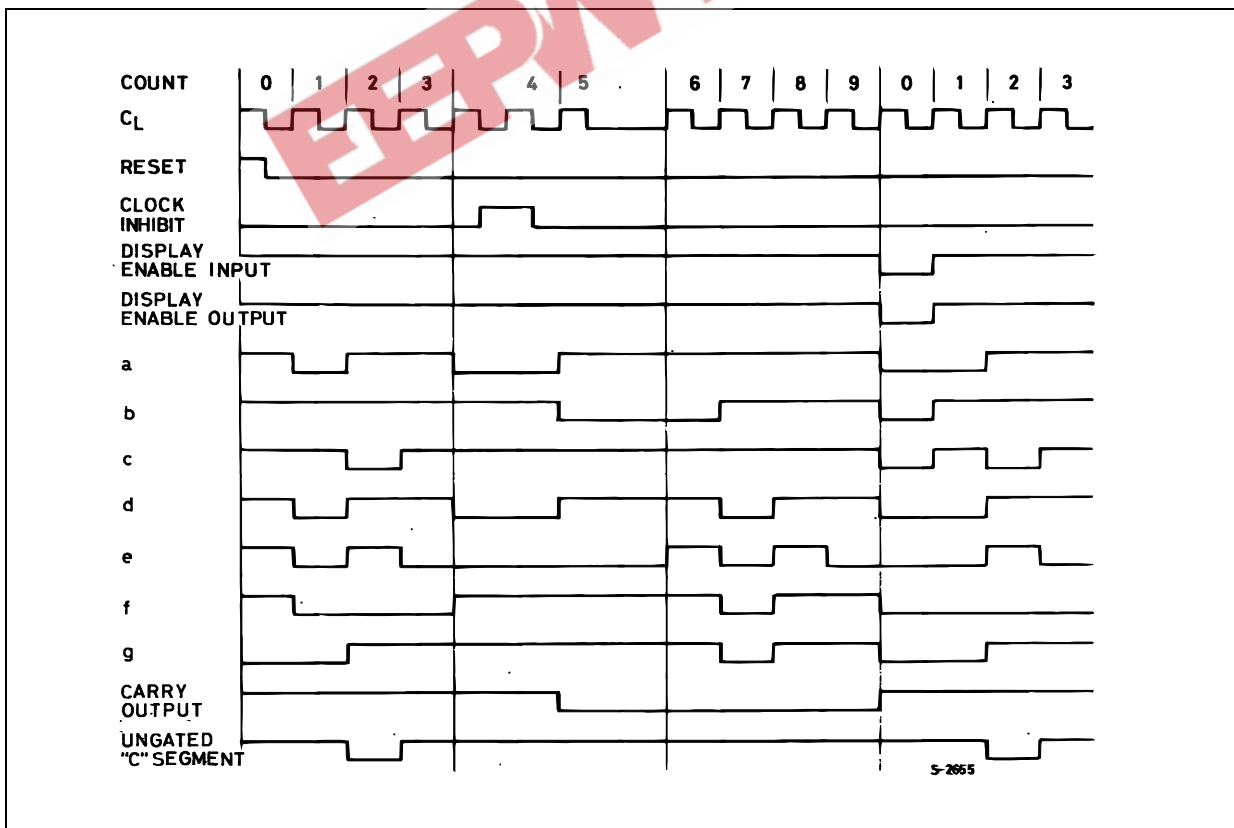 EEPW
COUNT 0 1 2 3 4 5 6 7 8 9 0 1 2 3
CL
RESET
CLOCK
INHIBIT
DISPLAY
ENABLE INPUT
DISPLAY
ENABLE OUTPUT
a
b
c
d
e
f
g
CARRY
OUTPUT
UNGATED
"C" SEGMENT
S-2655